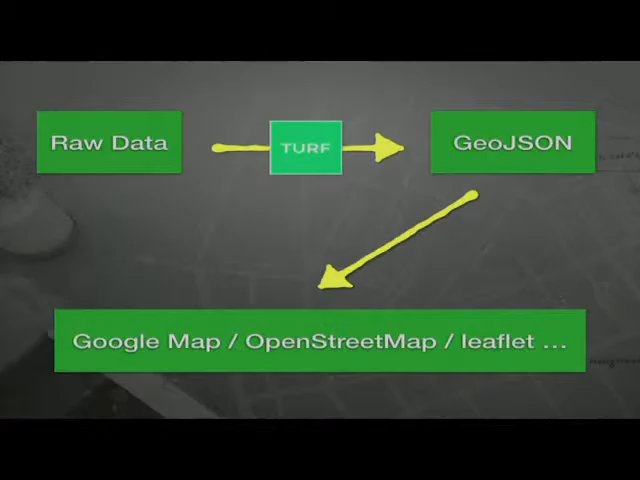 Raw Data
TURF
GeoJSON
Google Map / OpenStreetMap / leaflet ...